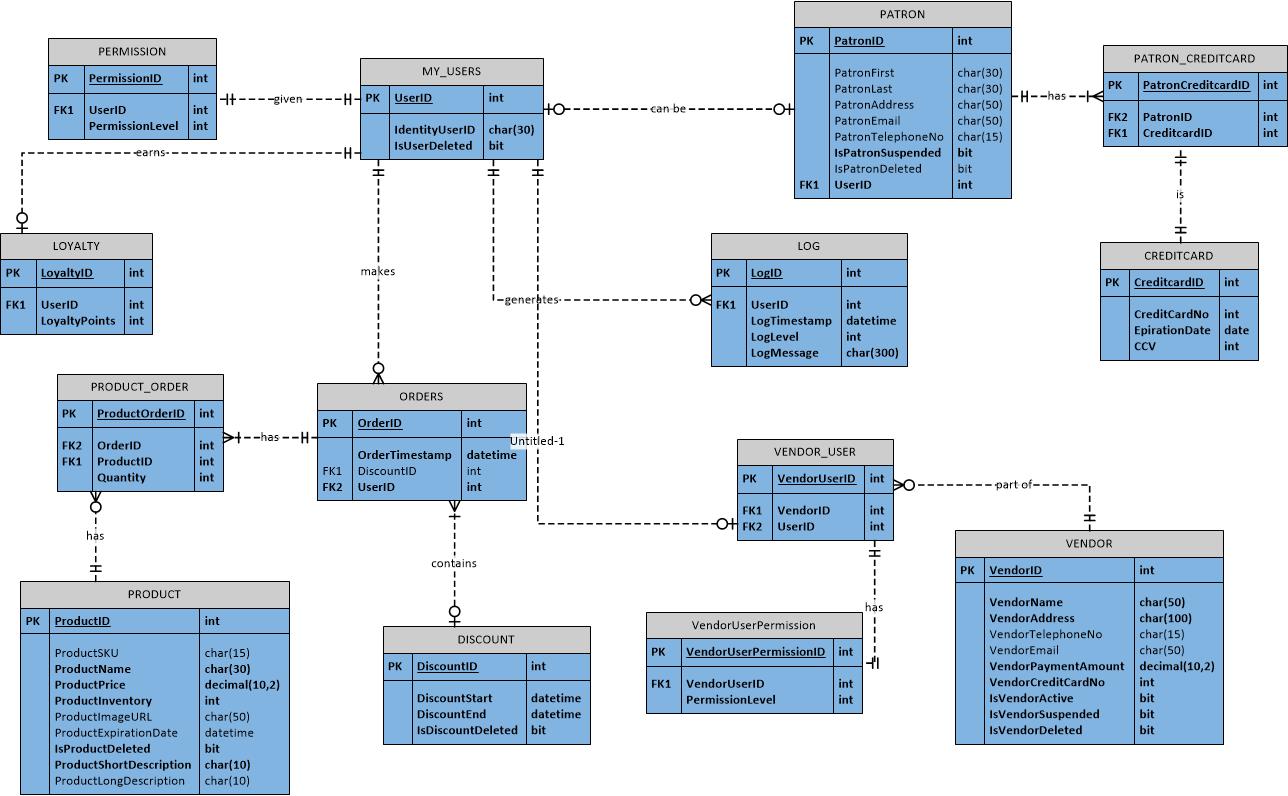 PERMISSION
PK PermissionID int
FK1 UserID int
PermissionLevel int
given
MY_USERS
PK UserID int
IdentityUserID char(30)
IsUserDeleted bit
can be
PATRON
PK PatronID int
PatronFirst char(30)
PatronLast char(30)
PatronAddress char(50)
PatronEmail char(50)
PatronTelephoneNo char(15)
IsPatronSuspended bit
IsPatronDeleted bit
FK1 UserID int
has
PATRON_CREDITCARD
PK PatronCreditcardID int
FK2 PatronID int
FK1 CreditcardID int
is
CREDITCARD
PK CreditcardID int
CreditCardNo int
EpirationDate date
CCV int
earns
LOYALTY
PK LoyaltyID int
FK1 UserID int
LoyaltyPoints int
makes
generates
LOG
PK LogID int
FK1 UserID int
LogTimestamp datetime
LogLevel int
LogMessage char(300)
PRODUCT_ORDER
PK ProductOrderID int
FK2 OrderID int
FK1 ProductID int
Quantity int
has
ORDERS
PK OrderID int
OrderTimestamp datetime
FK1 DiscountID int
FK2 UserID int
Untitled-1
VENDOR_USER
PK VendorUserID int
FK1 VendorID int
FK2 UserID int
part of
VENDOR
PK VendorID int
VendorName char(50)
VendorAddress char(100)
VendorTelephoneNo char(15)
VendorEmail char(50)
VendorPaymentAmount decimal(10,2)
VendorCreditCardNo int
IsVendorActive bit
IsVendorSuspended bit
IsVendorDeleted bit
has
PRODUCT
PK ProductID int
ProductSKU char(15)
ProductName char(30)
ProductPrice decimal(10,2)
ProductInventory int
ProductImageURL char(50)
ProductExpirationDate datetime
IsProductDeleted bit
ProductShortDescription char(10)
ProductLongDescription char(10)
contains
DISCOUNT
PK DiscountID int
DiscountStart datetime
DiscountEnd datetime
IsDiscountDeleted bit
has
VendorUserPermission
PK VendorUserPermissionID int
FK1 VendorUserID int
PermissionLevel int